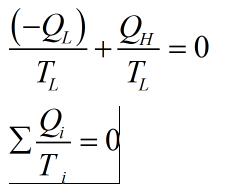 (-Q_L)/T_L + Q_H/T_L = 0
∑ Q_i/T_i = 0